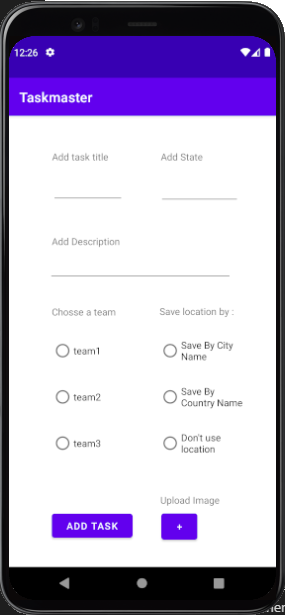 12:26
Taskmaster
Add task title
Add State
Add Description
Chosse a team
Save location by :
team1
Save By City
Name
team2
Save By
Country Name
team3
Don't use
location
Upload Image
ADD TASK
+